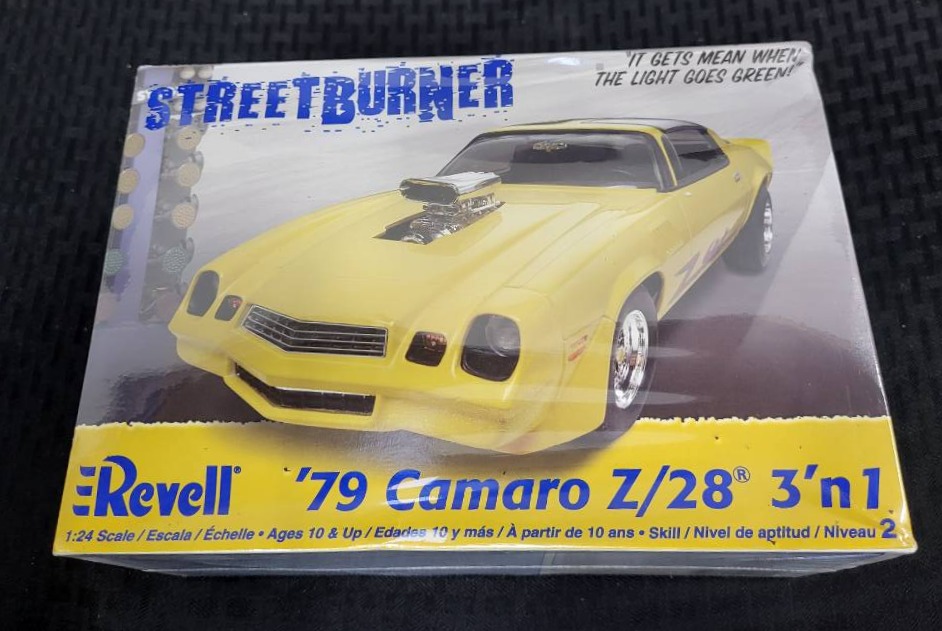 STREETBURNER
"IT GETS MEAN WHEN
THE LIGHT GOES GREEN!"
Revell® '79 Camaro Z/28® 3'n1
1:24 Scale / Escala / Échelle • Ages 10 & Up / Edades 10 y más / À partir de 10 ans • Skill / Nivel de aptitud / Niveau 2